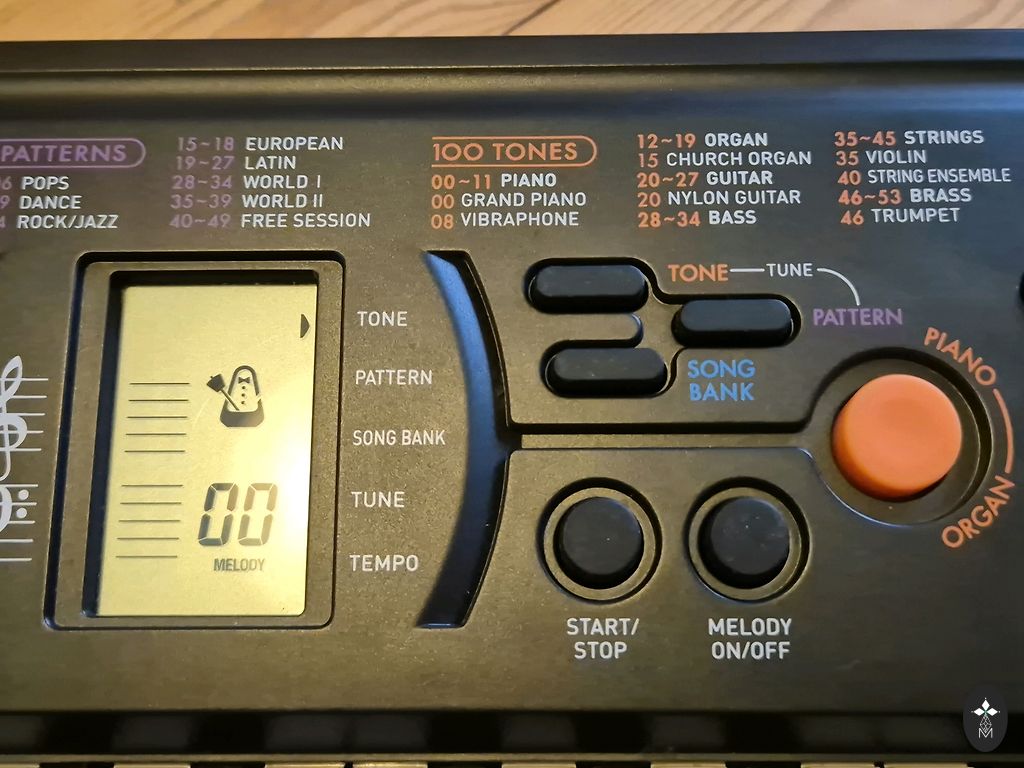 PATTERNS
6 POPS
9 DANCE
4 ROCK/JAZZ
15~18 EUROPEAN
19~27 LATIN
28~34 WORLD I
35~39 WORLD II
40~49 FREE SESSION
100 TONES
00~11 PIANO
00 GRAND PIANO
08 VIBRAPHONE
12~19 ORGAN
15 CHURCH ORGAN
20~27 GUITAR
20 NYLON GUITAR
28~34 BASS
35~45 STRINGS
35 VIOLIN
40 STRING ENSEMBLE
46~53 BRASS
46 TRUMPET
00
MELODY
TONE
PATTERN
SONG BANK
TUNE
TEMPO
TONE TUNE
PATTERN
SONG
BANK
PIANO
ORGAN
START/
STOP
MELODY
ON/OFF
M